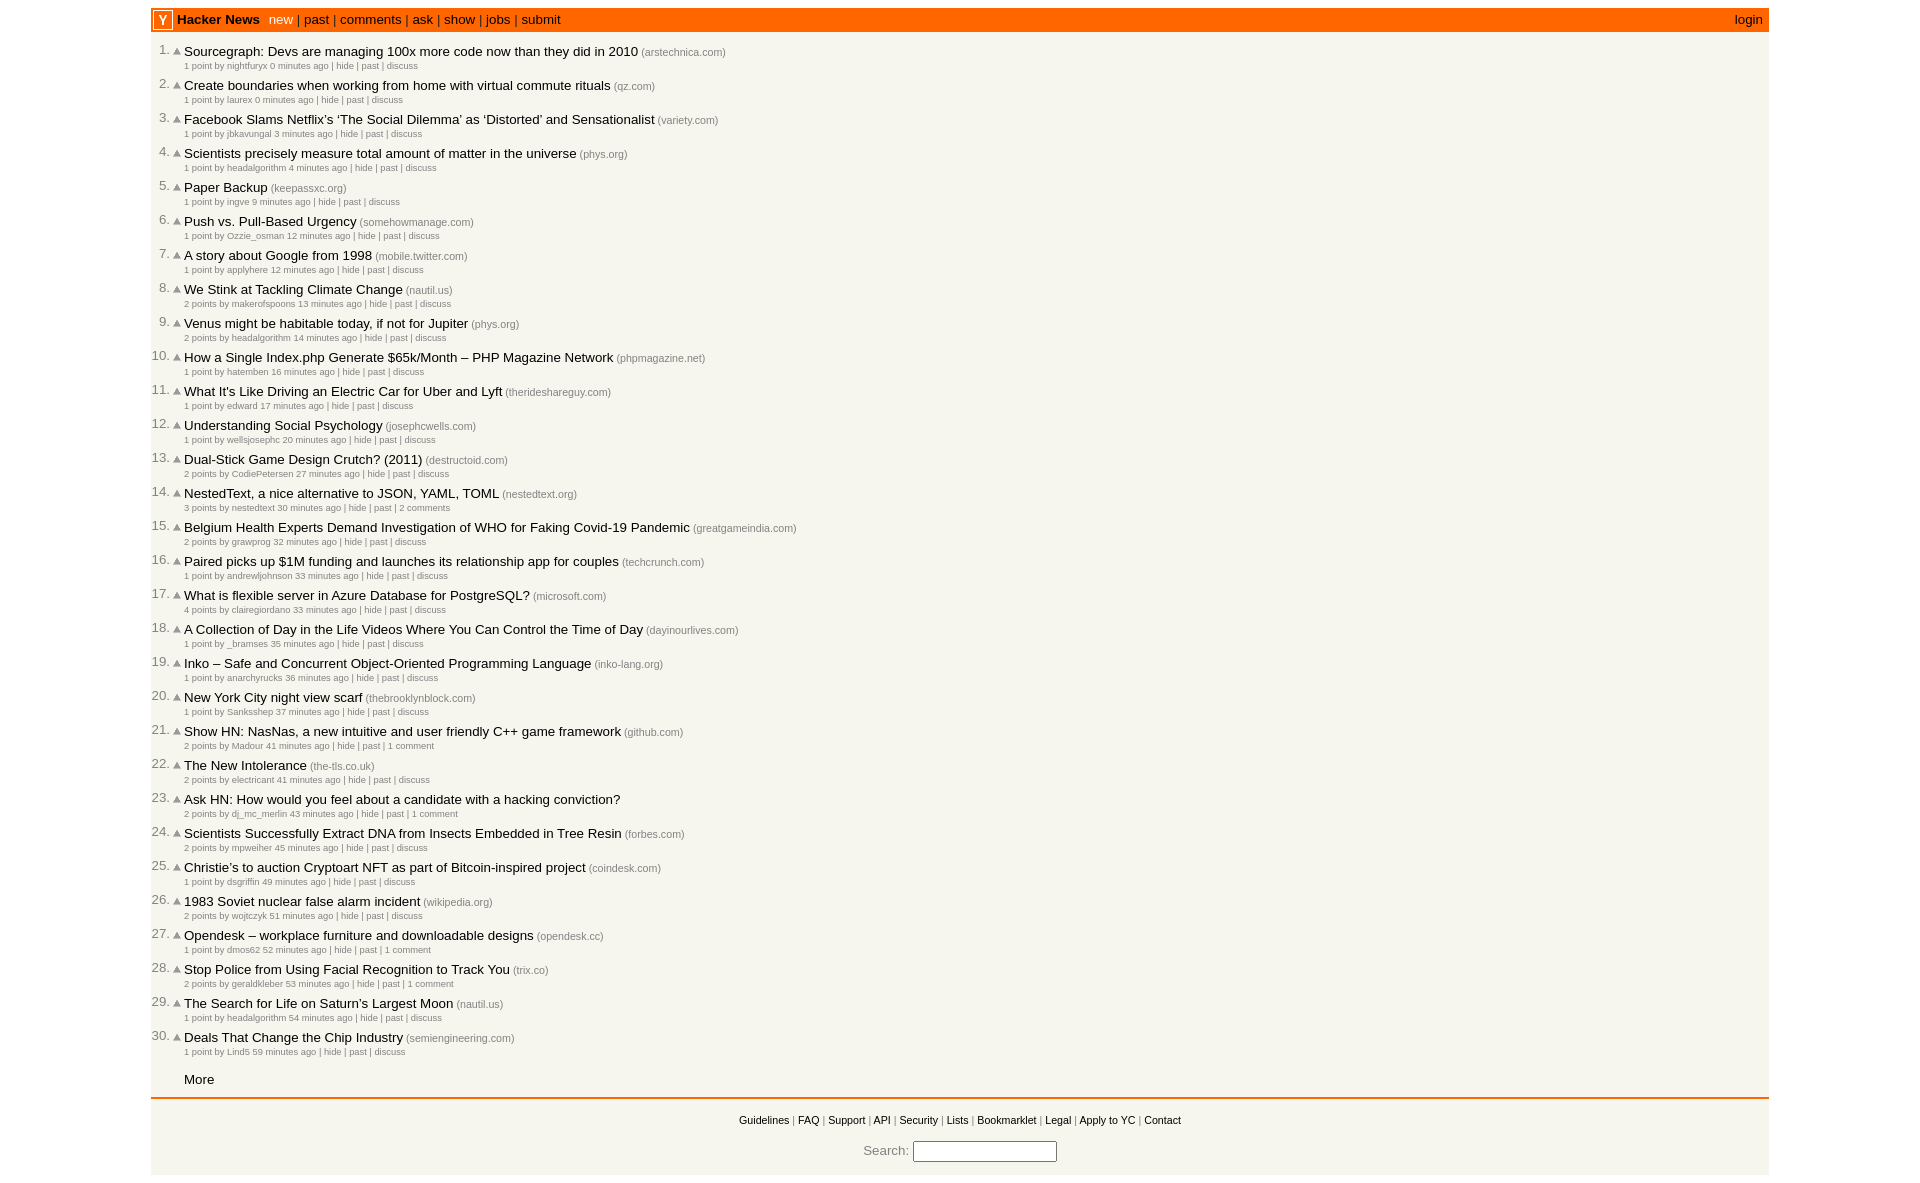 Y Hacker News new | past | comments | ask | show | jobs | submit login
1. ▲ Sourcegraph: Devs are managing 100x more code now than they did in 2010 (arstechnica.com)
1 point by nightfuryx 0 minutes ago | hide | past | discuss
2. ▲ Create boundaries when working from home with virtual commute rituals (qz.com)
1 point by laurex 0 minutes ago | hide | past | discuss
3. ▲ Facebook Slams Netflix’s ‘The Social Dilemma’ as ‘Distorted’ and Sensationalist (variety.com)
1 point by jbkavungal 3 minutes ago | hide | past | discuss
4. ▲ Scientists precisely measure total amount of matter in the universe (phys.org)
1 point by headalgorithm 4 minutes ago | hide | past | discuss
5. ▲ Paper Backup (keepassxc.org)
1 point by ingve 9 minutes ago | hide | past | discuss
6. ▲ Push vs. Pull-Based Urgency (somehowmanage.com)
1 point by Ozzie_osman 12 minutes ago | hide | past | discuss
7. ▲ A story about Google from 1998 (mobile.twitter.com)
1 point by applyhere 12 minutes ago | hide | past | discuss
8. ▲ We Stink at Tackling Climate Change (nautil.us)
2 points by makerofspoons 13 minutes ago | hide | past | discuss
9. ▲ Venus might be habitable today, if not for Jupiter (phys.org)
2 points by headalgorithm 14 minutes ago | hide | past | discuss
10. ▲ How a Single Index.php Generate $65k/Month – PHP Magazine Network (phpmagazine.net)
1 point by hatemben 16 minutes ago | hide | past | discuss
11. ▲ What It's Like Driving an Electric Car for Uber and Lyft (therideshareguy.com)
1 point by edward 17 minutes ago | hide | past | discuss
12. ▲ Understanding Social Psychology (josephcwells.com)
1 point by wellsjosephc 20 minutes ago | hide | past | discuss
13. ▲ Dual-Stick Game Design Crutch? (2011) (destructoid.com)
2 points by CodiePetersen 27 minutes ago | hide | past | discuss
14. ▲ NestedText, a nice alternative to JSON, YAML, TOML (nestedtext.org)
3 points by nestedtext 30 minutes ago | hide | past | 2 comments
15. ▲ Belgium Health Experts Demand Investigation of WHO for Faking Covid-19 Pandemic (greatgameindia.com)
2 points by grawprog 32 minutes ago | hide | past | discuss
16. ▲ Paired picks up $1M funding and launches its relationship app for couples (techcrunch.com)
1 point by andrewljohnson 33 minutes ago | hide | past | discuss
17. ▲ What is flexible server in Azure Database for PostgreSQL? (microsoft.com)
4 points by clairegiordano 33 minutes ago | hide | past | discuss
18. ▲ A Collection of Day in the Life Videos Where You Can Control the Time of Day (dayinourlives.com)
1 point by _bramses 35 minutes ago | hide | past | discuss
19. ▲ Inko – Safe and Concurrent Object-Oriented Programming Language (inko-lang.org)
1 point by anarchyrucks 36 minutes ago | hide | past | discuss
20. ▲ New York City night view scarf (thebrooklynblock.com)
1 point by Sanksshep 37 minutes ago | hide | past | discuss
21. ▲ Show HN: NasNas, a new intuitive and user friendly C++ game framework (github.com)
2 points by Madour 41 minutes ago | hide | past | 1 comment
22. ▲ The New Intolerance (the-tls.co.uk)
2 points by electricant 41 minutes ago | hide | past | discuss
23. ▲ Ask HN: How would you feel about a candidate with a hacking conviction?
2 points by dj_mc_merlin 43 minutes ago | hide | past | 1 comment
24. ▲ Scientists Successfully Extract DNA from Insects Embedded in Tree Resin (forbes.com)
2 points by mpweiher 45 minutes ago | hide | past | discuss
25. ▲ Christie’s to auction Cryptoart NFT as part of Bitcoin-inspired project (coindesk.com)
1 point by dsgriffin 49 minutes ago | hide | past | discuss
26. ▲ 1983 Soviet nuclear false alarm incident (wikipedia.org)
2 points by wojtczyk 51 minutes ago | hide | past | discuss
27. ▲ Opendesk – workplace furniture and downloadable designs (opendesk.cc)
1 point by dmos62 52 minutes ago | hide | past | 1 comment
28. ▲ Stop Police from Using Facial Recognition to Track You (trix.co)
2 points by geraldkleber 53 minutes ago | hide | past | 1 comment
29. ▲ The Search for Life on Saturn’s Largest Moon (nautil.us)
1 point by headalgorithm 54 minutes ago | hide | past | discuss
30. ▲ Deals That Change the Chip Industry (semiengineering.com)
1 point by Lind5 59 minutes ago | hide | past | discuss
More
Guidelines | FAQ | Support | API | Security | Lists | Bookmarklet | Legal | Apply to YC | Contact
Search: